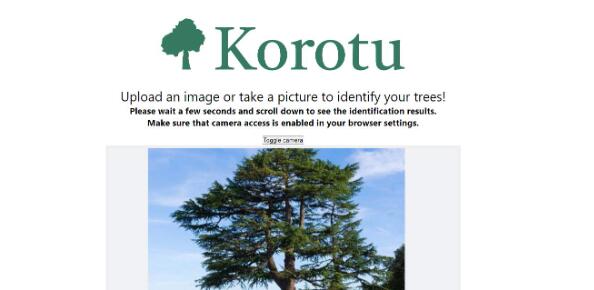 Korotu
Upload an image or take a picture to identify your trees!
Please wait a few seconds and scroll down to see the identification results.
Make sure that camera access is enabled in your browser settings.
Toggle camera